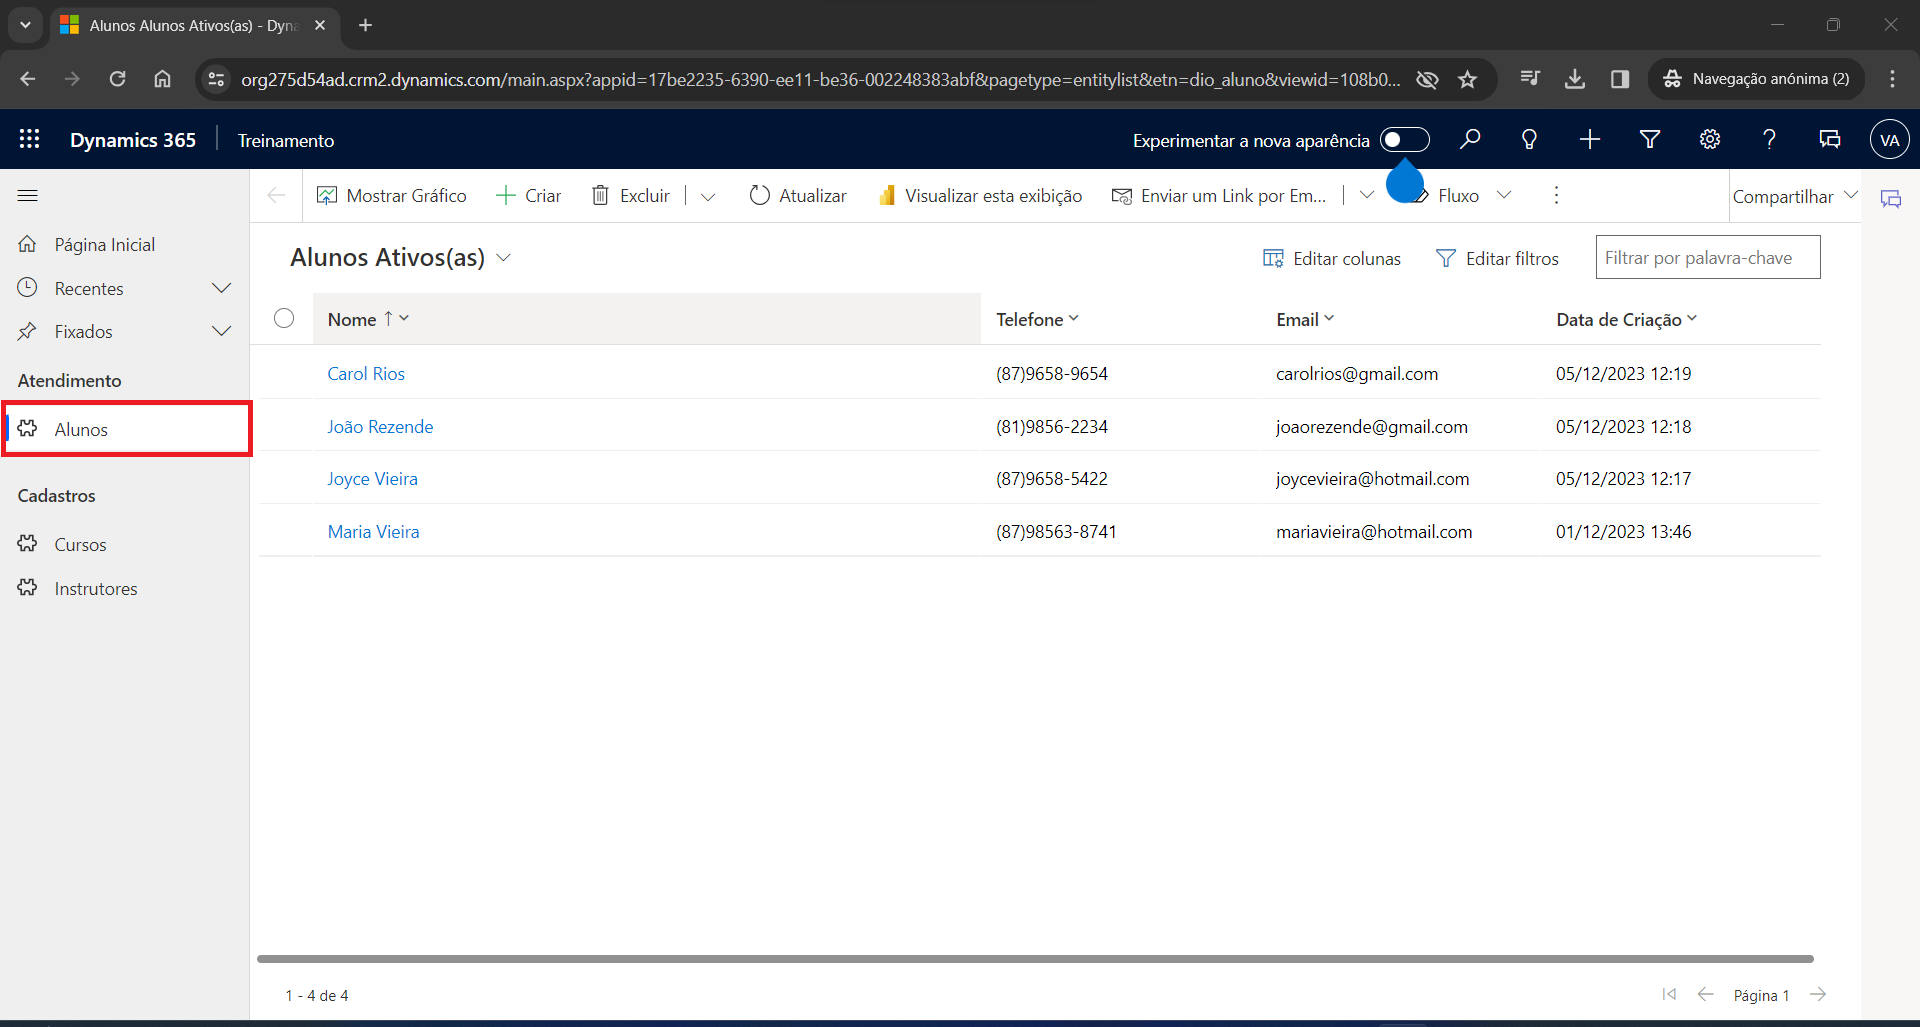 Alunos Alunos Ativos(as) - Dyna
org275d54ad.crm2.dynamics.com/main.aspx?appid=17be2235-6390-ee11-be36-002248383abf&pagetype=entitylist&etn=dio_aluno&viewid=108b0...
Navegação anónima (2)
Dynamics 365 Treinamento
Experimentar a nova aparência
VA
Mostrar Gráfico Criar Excluir Atualizar Visualizar esta exibição Enviar um Link por Em... Fluxo Compartilhar
Página Inicial
Recentes
Fixados
Atendimento
Alunos
Cadastros
Cursos
Instrutores
Alunos Ativos(as)
Editar colunas Editar filtros Filtrar por palavra-chave
Nome Telefone Email Data de Criação
Carol Rios (87)9658-9654 carolrios@gmail.com 05/12/2023 12:19
João Rezende (81)9856-2234 joaorezende@gmail.com 05/12/2023 12:18
Joyce Vieira (87)9658-5422 joycevieira@hotmail.com 05/12/2023 12:17
Maria Vieira (87)98563-8741 mariavieira@hotmail.com 01/12/2023 13:46
1 - 4 de 4
Página 1